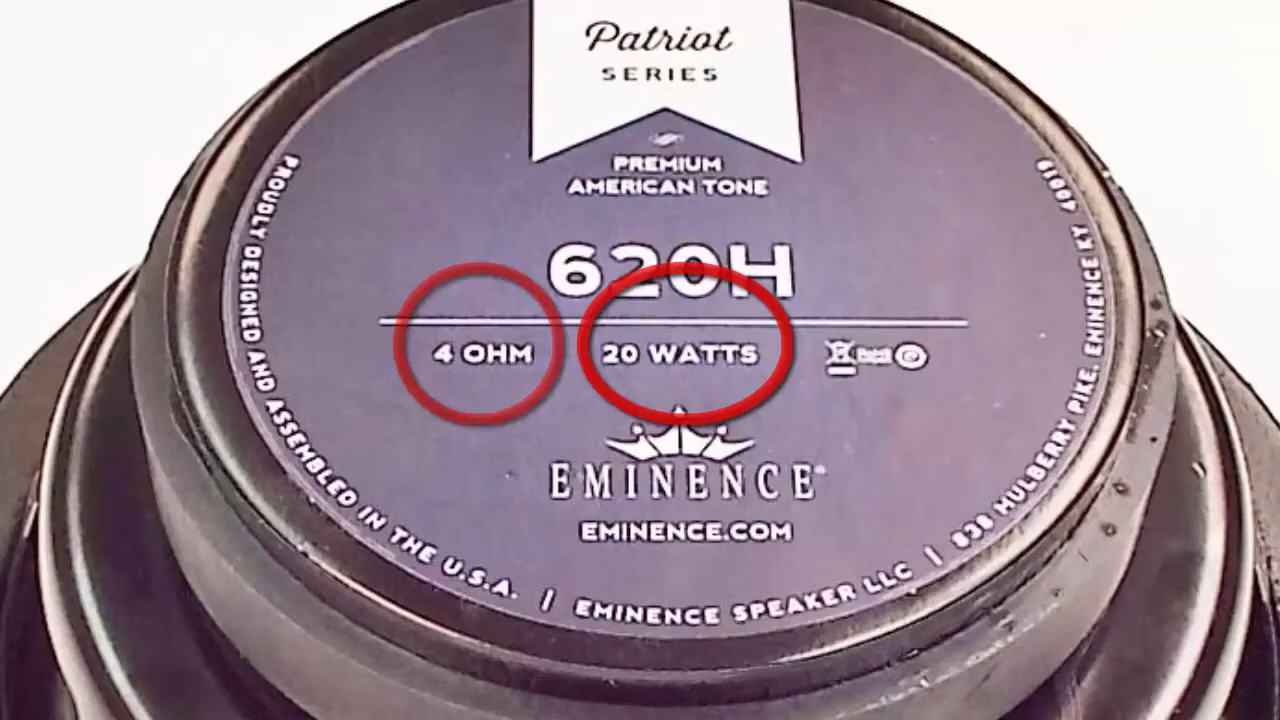 Patriot
SERIES
PREMIUM
AMERICAN TONE
620H
4 OHM 20 WATTS
EMINENCE®
EMINENCE.COM
PROUDLY DESIGNED AND ASSEMBLED IN THE U.S.A. | EMINENCE SPEAKER LLC | 838 MULBERRY PIKE, EMINENCE KY 40019